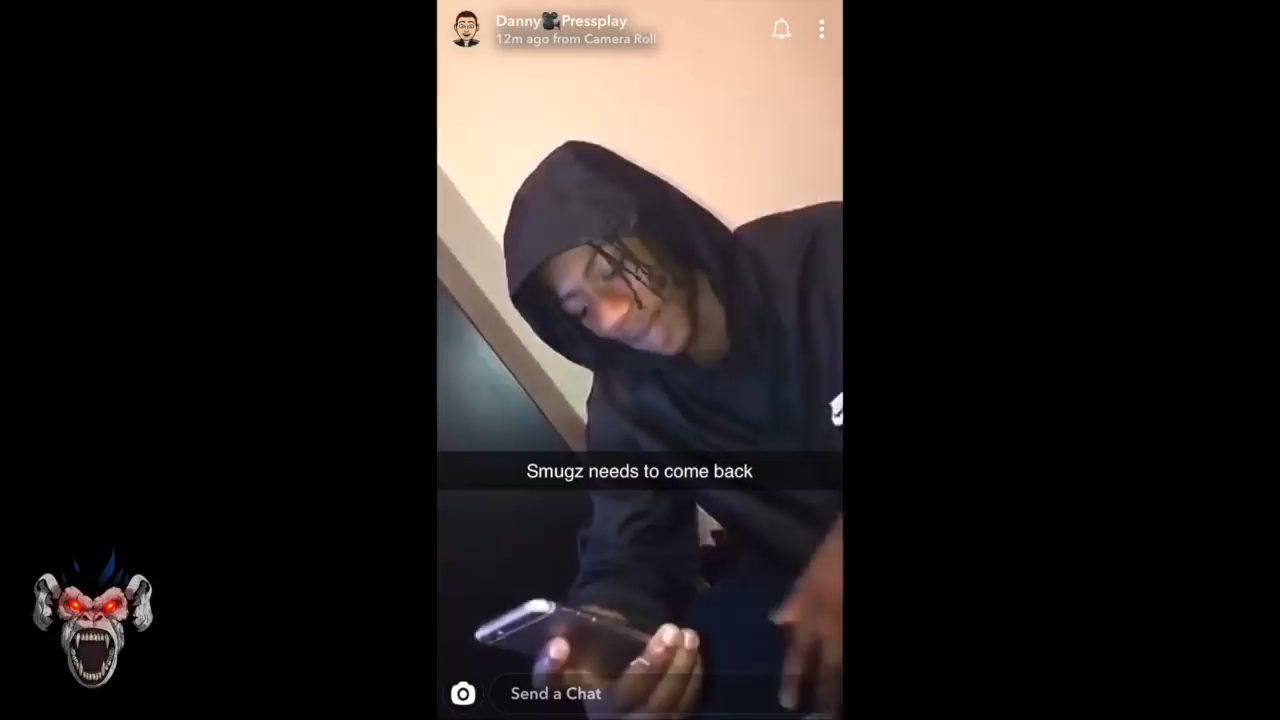 Danny🎥Pressplay
12m ago from Camera Roll
Smugz needs to come back
Send a Chat